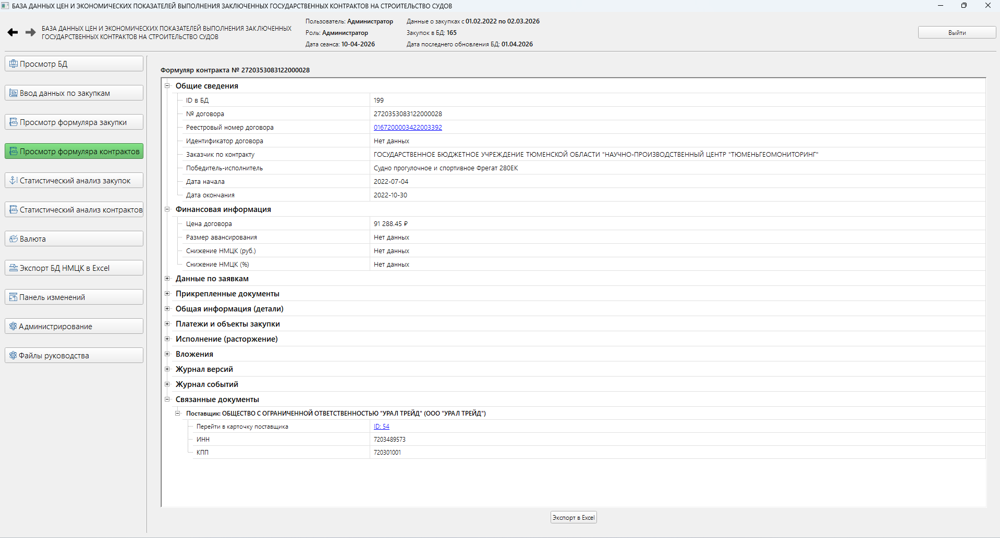 БАЗА ДАННЫХ ЦЕН И ЭКОНОМИЧЕСКИХ ПОКАЗАТЕЛЕЙ ВЫПОЛНЕНИЯ ЗАКЛЮЧЕННЫХ ГОСУДАРСТВЕННЫХ КОНТРАКТОВ НА СТРОИТЕЛЬСТВО СУДОВ
БАЗА ДАННЫХ ЦЕН И ЭКОНОМИЧЕСКИХ ПОКАЗАТЕЛЕЙ ВЫПОЛНЕНИЯ ЗАКЛЮЧЕННЫХ
ГОСУДАРСТВЕННЫХ КОНТРАКТОВ НА СТРОИТЕЛЬСТВО СУДОВ
Пользователь: Администратор
Роль: Администратор
Дата сеанса: 10-04-2026
Данные о закупках с 01.02.2022 по 02.03.2026
Закупок в БД: 165
Дата последнего обновления БД: 01.04.2026
Выйти
Просмотр БД
Ввод данных по закупкам
Просмотр формуляра закупки
Просмотр формуляра контрактов
Статистический анализ закупок
Статистический анализ контрактов
Валюта
Экспорт БД НМЦК в Excel
Панель изменений
Администрирование
Файлы руководства
Формуляр контракта № 2720353083122000028
Общие сведения
ID в БД 199
№ договора 2720353083122000028
Реестровый номер договора 0167200003422003392
Идентификатор договора Нет данных
Заказчик по контракту ГОСУДАРСТВЕННОЕ БЮДЖЕТНОЕ УЧРЕЖДЕНИЕ ТЮМЕНСКОЙ ОБЛАСТИ "НАУЧНО-ПРОИЗВОДСТВЕННЫЙ ЦЕНТР "ТЮМЕНЬГЕОМОНИТОРИНГ"
Победитель-исполнитель Судно прогулочное и спортивное Фрегат 280ЕК
Дата начала 2022-07-04
Дата окончания 2022-10-30
Финансовая информация
Цена договора 91 288.45 ₽
Размер авансирования Нет данных
Снижение НМЦК (руб.) Нет данных
Снижение НМЦК (%) Нет данных
Данные по заявкам
Прикрепленные документы
Общая информация (детали)
Платежи и объекты закупки
Исполнение (расторжение)
Вложения
Журнал версий
Журнал событий
Связанные документы
Поставщик: ОБЩЕСТВО С ОГРАНИЧЕННОЙ ОТВЕТСТВЕННОСТЬЮ "УРАЛ ТРЕЙД" (ООО "УРАЛ ТРЕЙД")
Перейти в карточку поставщика ID: 54
ИНН 7203489573
КПП 720301001
Экспорт в Excel